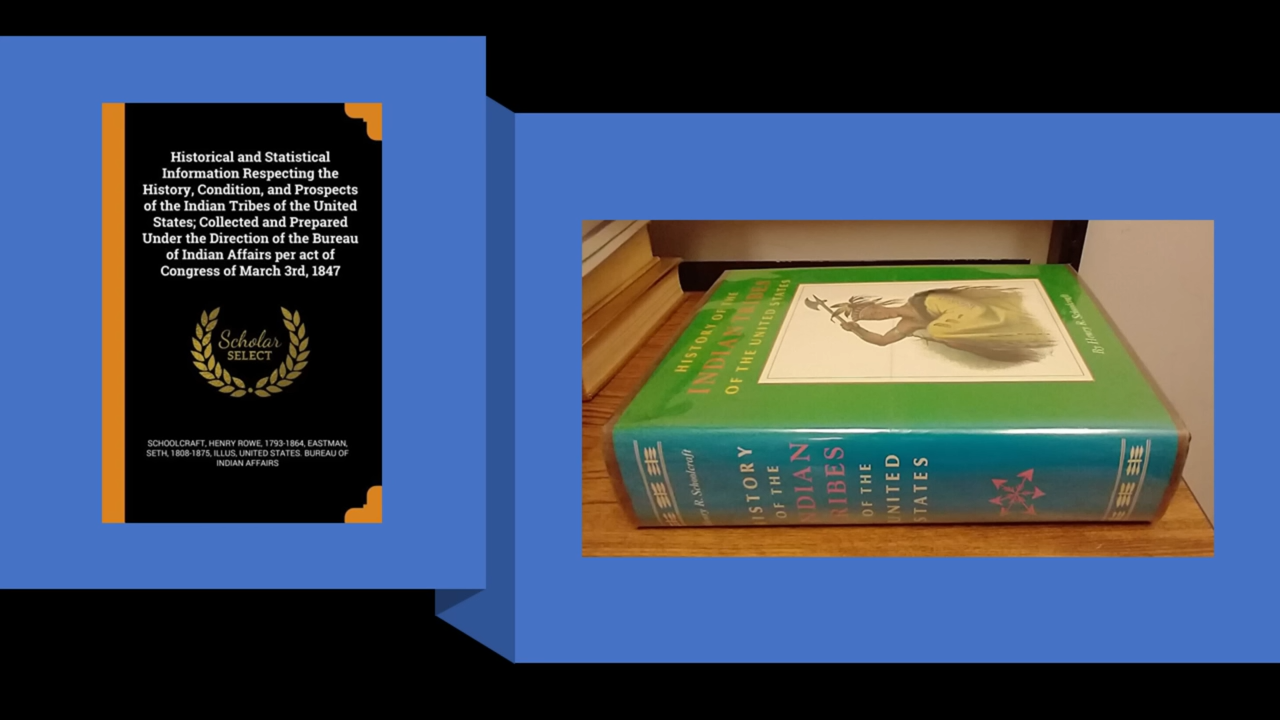 Historical and Statistical
Information Respecting the
History, Condition, and Prospects
of the Indian Tribes of the United
States; Collected and Prepared
Under the Direction of the Bureau
of Indian Affairs per act of
Congress of March 3rd, 1847
Scholar
SELECT
SCHOOLCRAFT, HENRY ROWE, 1793-1864, EASTMAN,
SETH, 1808-1875, ILLUS, UNITED STATES. BUREAU OF
INDIAN AFFAIRS
HISTORY OF THE
INDIAN TRIBES
OF THE UNITED STATES
By Henry R. Schoolcraft
Henry R. Schoolcraft
HISTORY
OF THE
INDIAN
TRIBES
OF THE
UNITED
STATES